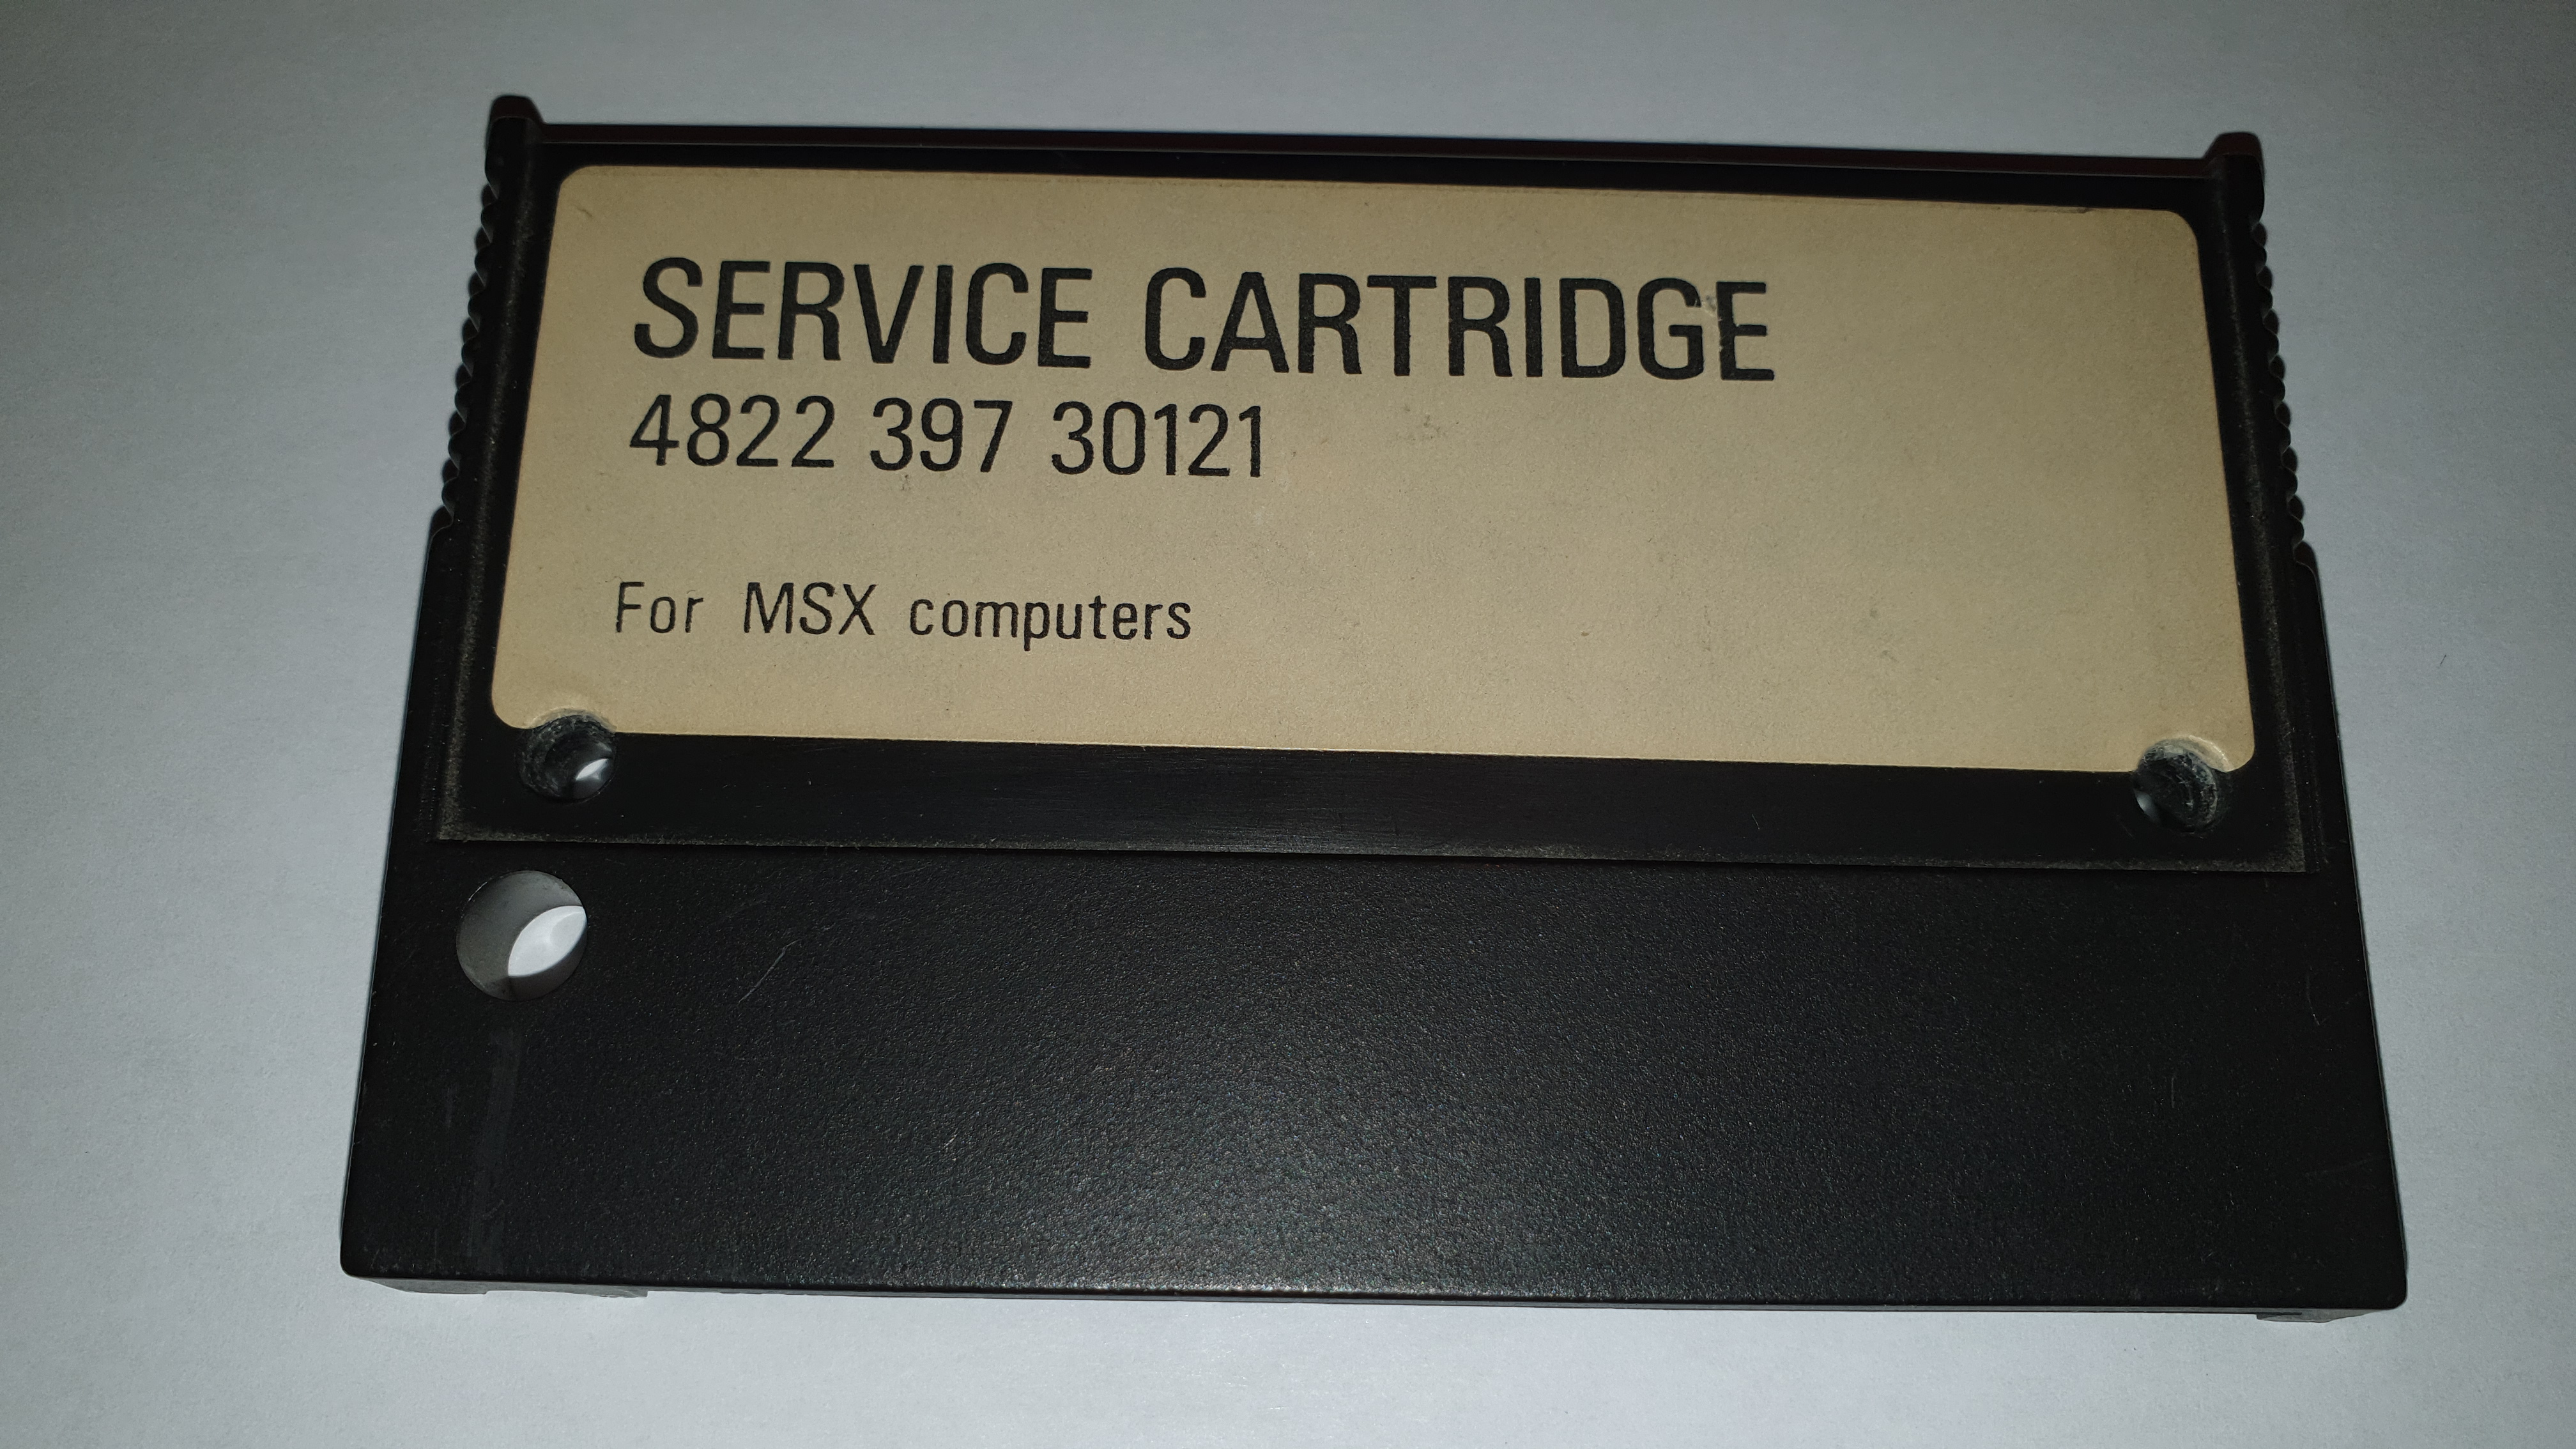 SERVICE CARTRIDGE
4822 397 30121
For MSX computers